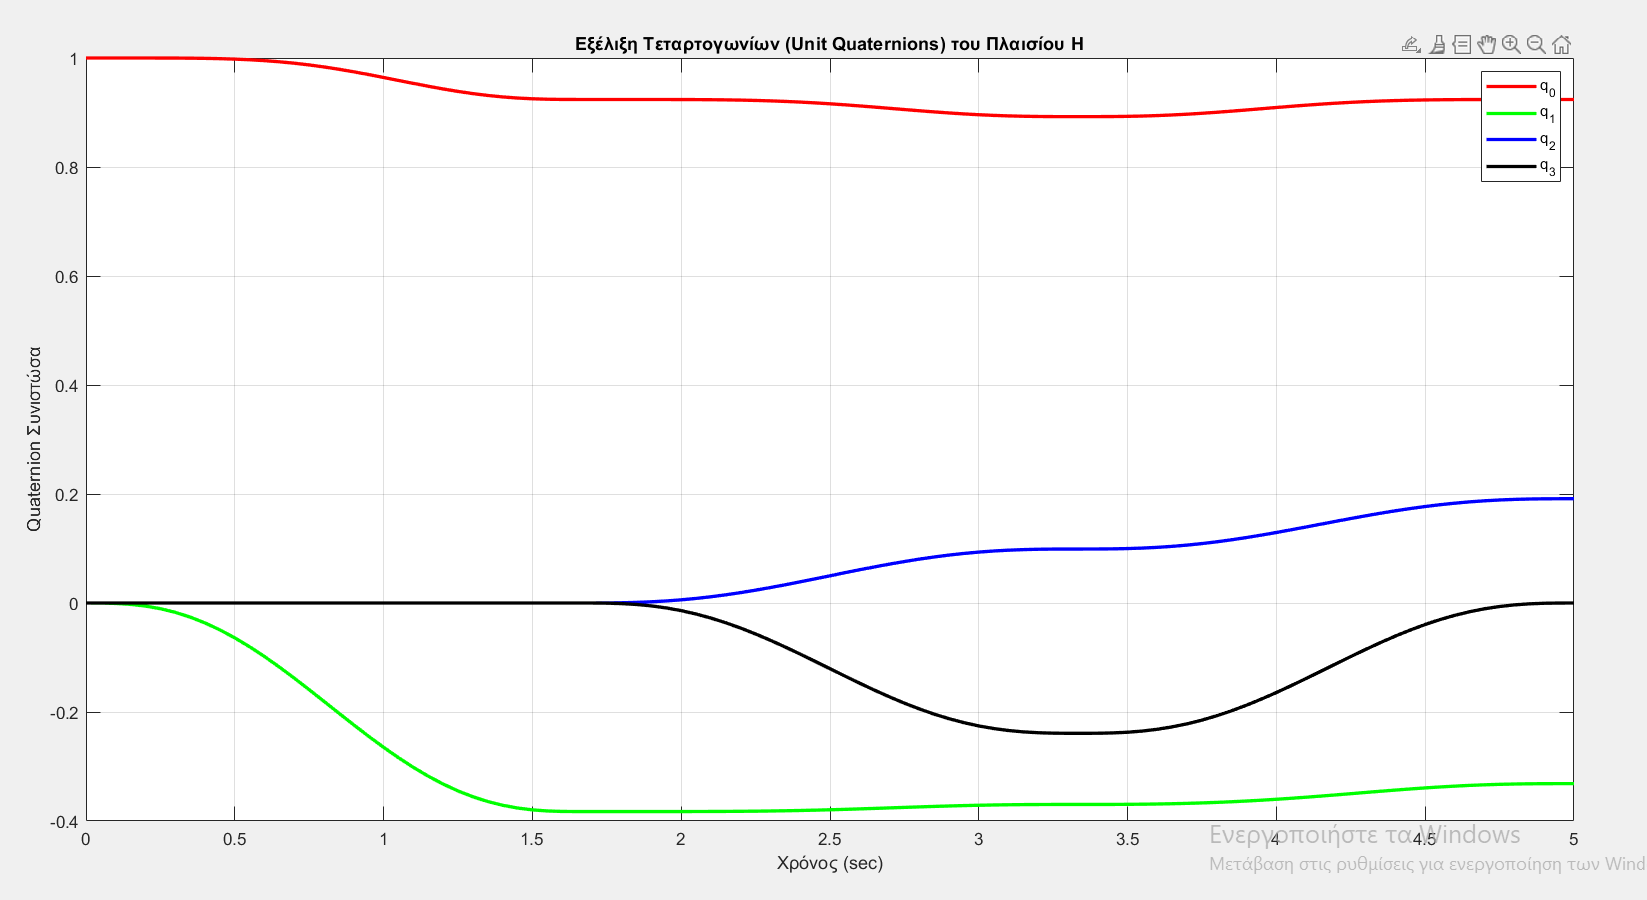 Εξέλιξη Τεταρτογωνίων (Unit Quaternions) του Πλαισίου H
1
0.8
0.6
0.4
0.2
0
-0.2
-0.4
Quaternion Συνιστώσα
q0
q1
q2
q3
0 0.5 1 1.5 2 2.5 3 3.5 4 4.5 5
Χρόνος (sec)
Ενεργοποιήστε τα Windows
Μετάβαση στις ρυθμίσεις για ενεργοποίηση των Wind